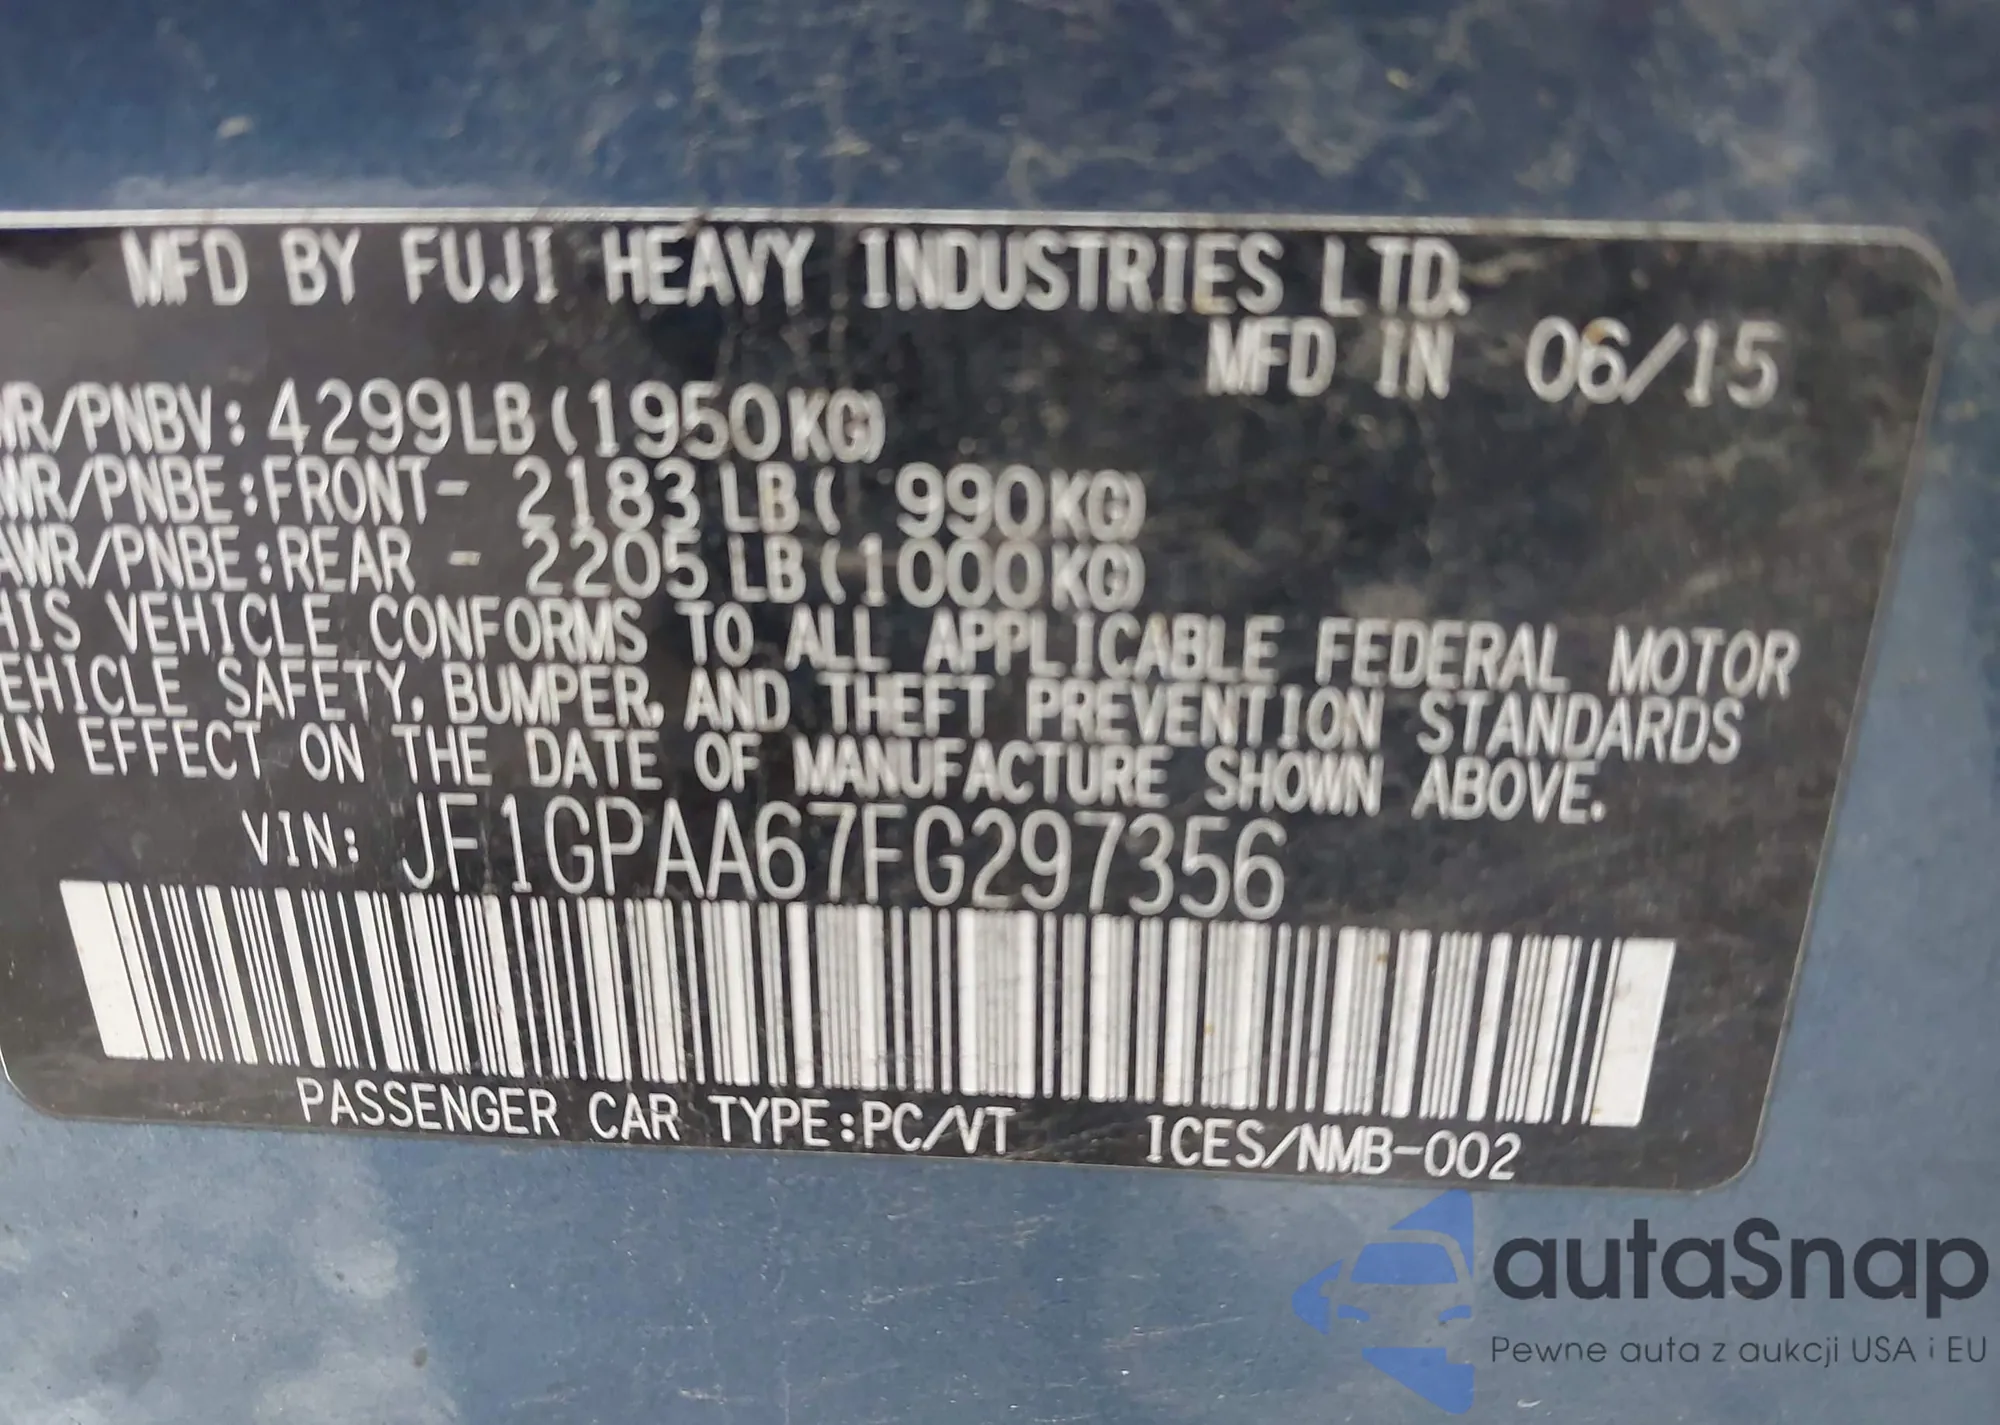 MFD BY FUJI HEAVY INDUSTRIES LTD.
MFD IN 06/15
WR/PNBV: 4299LB(1950KG)
WR/PNBE:FRONT- 2183LB( 990KG)
AWR/PNBE:REAR - 2205LB(1000KG)
HIS VEHICLE CONFORMS TO ALL APPLICABLE FEDERAL MOTOR
EHICLE SAFETY, BUMPER, AND THEFT PREVENTION STANDARDS
IN EFFECT ON THE DATE OF MANUFACTURE SHOWN ABOVE.
VIN: JF1GPAA67FG297356
PASSENGER CAR TYPE:PC/VT ICES/NMB-002
autaSnap
Pewne auta z aukcji USA i EU